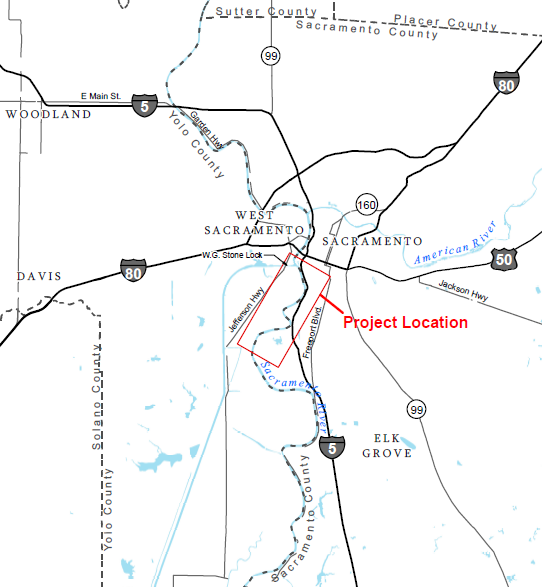 Sutter County
Placer County
Sacramento County
99
80
E Main St.
5
WOODLAND
Garden Hwy
Yolo County
160
WEST
SACRAMENTO
SACRAMENTO
American River
W.G. Stone Lock
50
DAVIS
80
Jefferson Hwy
Jackson Hwy
Freeport Blvd.
Project Location
Solano County
Yolo County
Sacramento River
99
ELK
GROVE
5
Sacramento County